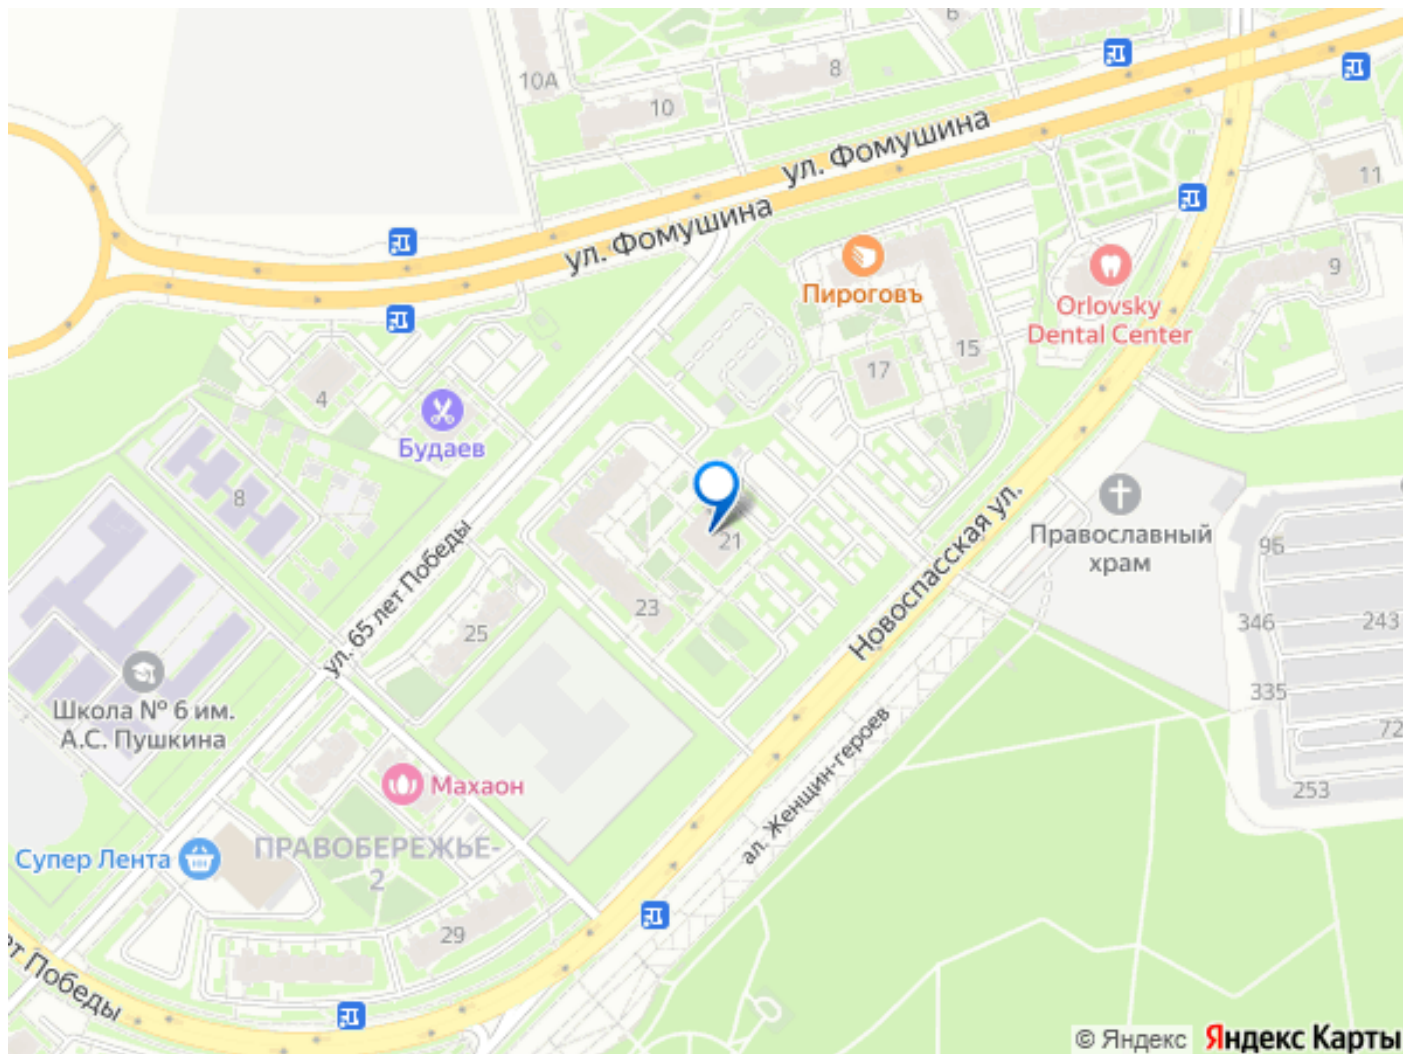 6
8
10А
10
ул. Фомушина
11
ул. Фомушина
Пироговъ
9
Orlovsky
Dental Center
15
17
4
Будаев
8
21
Новоспасская ул.
Православный
храм
95
ул. 65 лет Победы
23
346
243
25
335
Школа № 6 им.
А.С. Пушкина
72
Махаон
253
ал. Женщин-героев
ПРАВОБЕРЕЖЬЕ-
2
Супер Лента
29
ет Победы
© Яндекс
Яндекс Карты